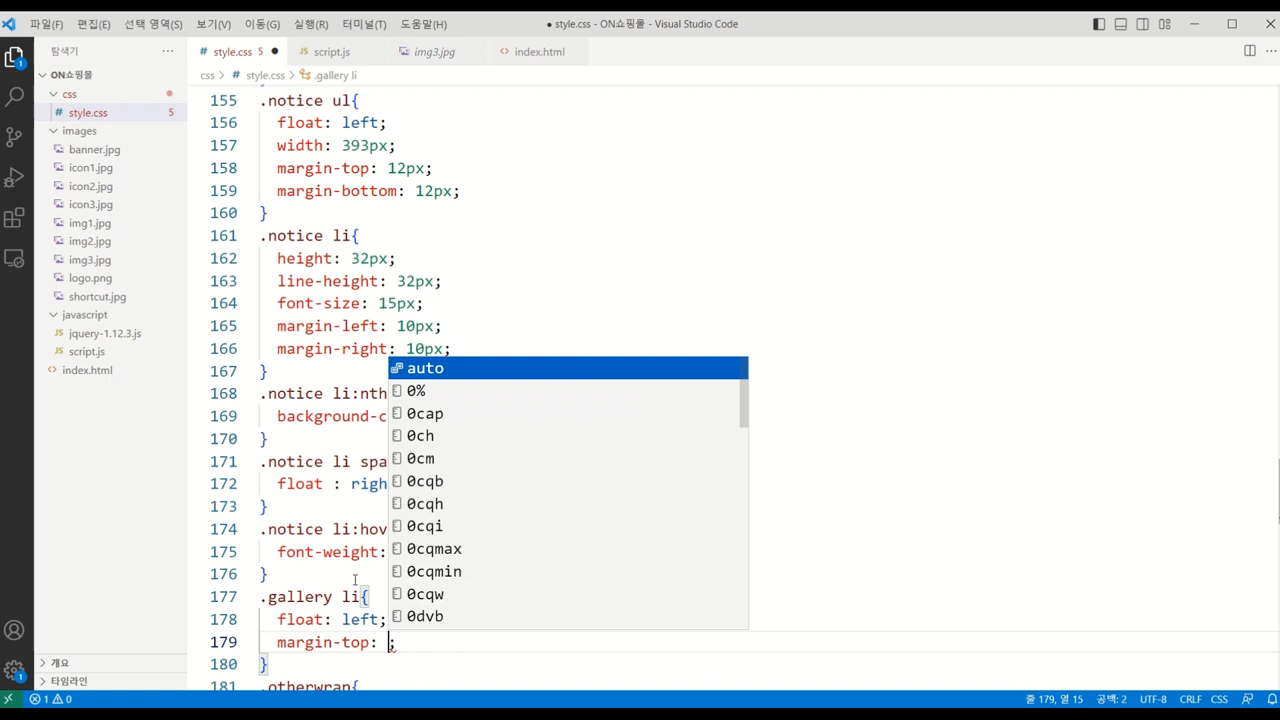 파일(F) 편집(E) 선택 영역(S) 보기(V) 이동(G) 실행(R) 터미널(T) 도움말(H)
● style.css - ON쇼핑몰 - Visual Studio Code
탐색기
ON쇼핑몰
css
style.css 5
images
banner.jpg
icon1.jpg
icon2.jpg
icon3.jpg
img1.jpg
img2.jpg
img3.jpg
logo.png
shortcut.jpg
javascript
jquery-1.12.3.js
script.js
index.html
개요
타임라인
style.css 5 ● script.js img3.jpg index.html
css > style.css > .gallery li
155 .notice ul{
156 float: left;
157 width: 393px;
158 margin-top: 12px;
159 margin-bottom: 12px;
160 }
161 .notice li{
162 height: 32px;
163 line-height: 32px;
164 font-size: 15px;
165 margin-left: 10px;
166 margin-right: 10px;
167 }
168 .notice li:nth
169 background-c
170 }
171 .notice li spa
172 float : righ
173 }
174 .notice li:hov
175 font-weight:
176 }
177 .gallery li{
178 float: left;
179 margin-top: ;
180 }
181 .otherwrap{
auto
0%
0cap
0ch
0cm
0cqb
0cqh
0cqi
0cqmax
0cqmin
0cqw
0dvb
1 0 줄 179, 열 15 공백: 2 UTF-8 CRLF CSS